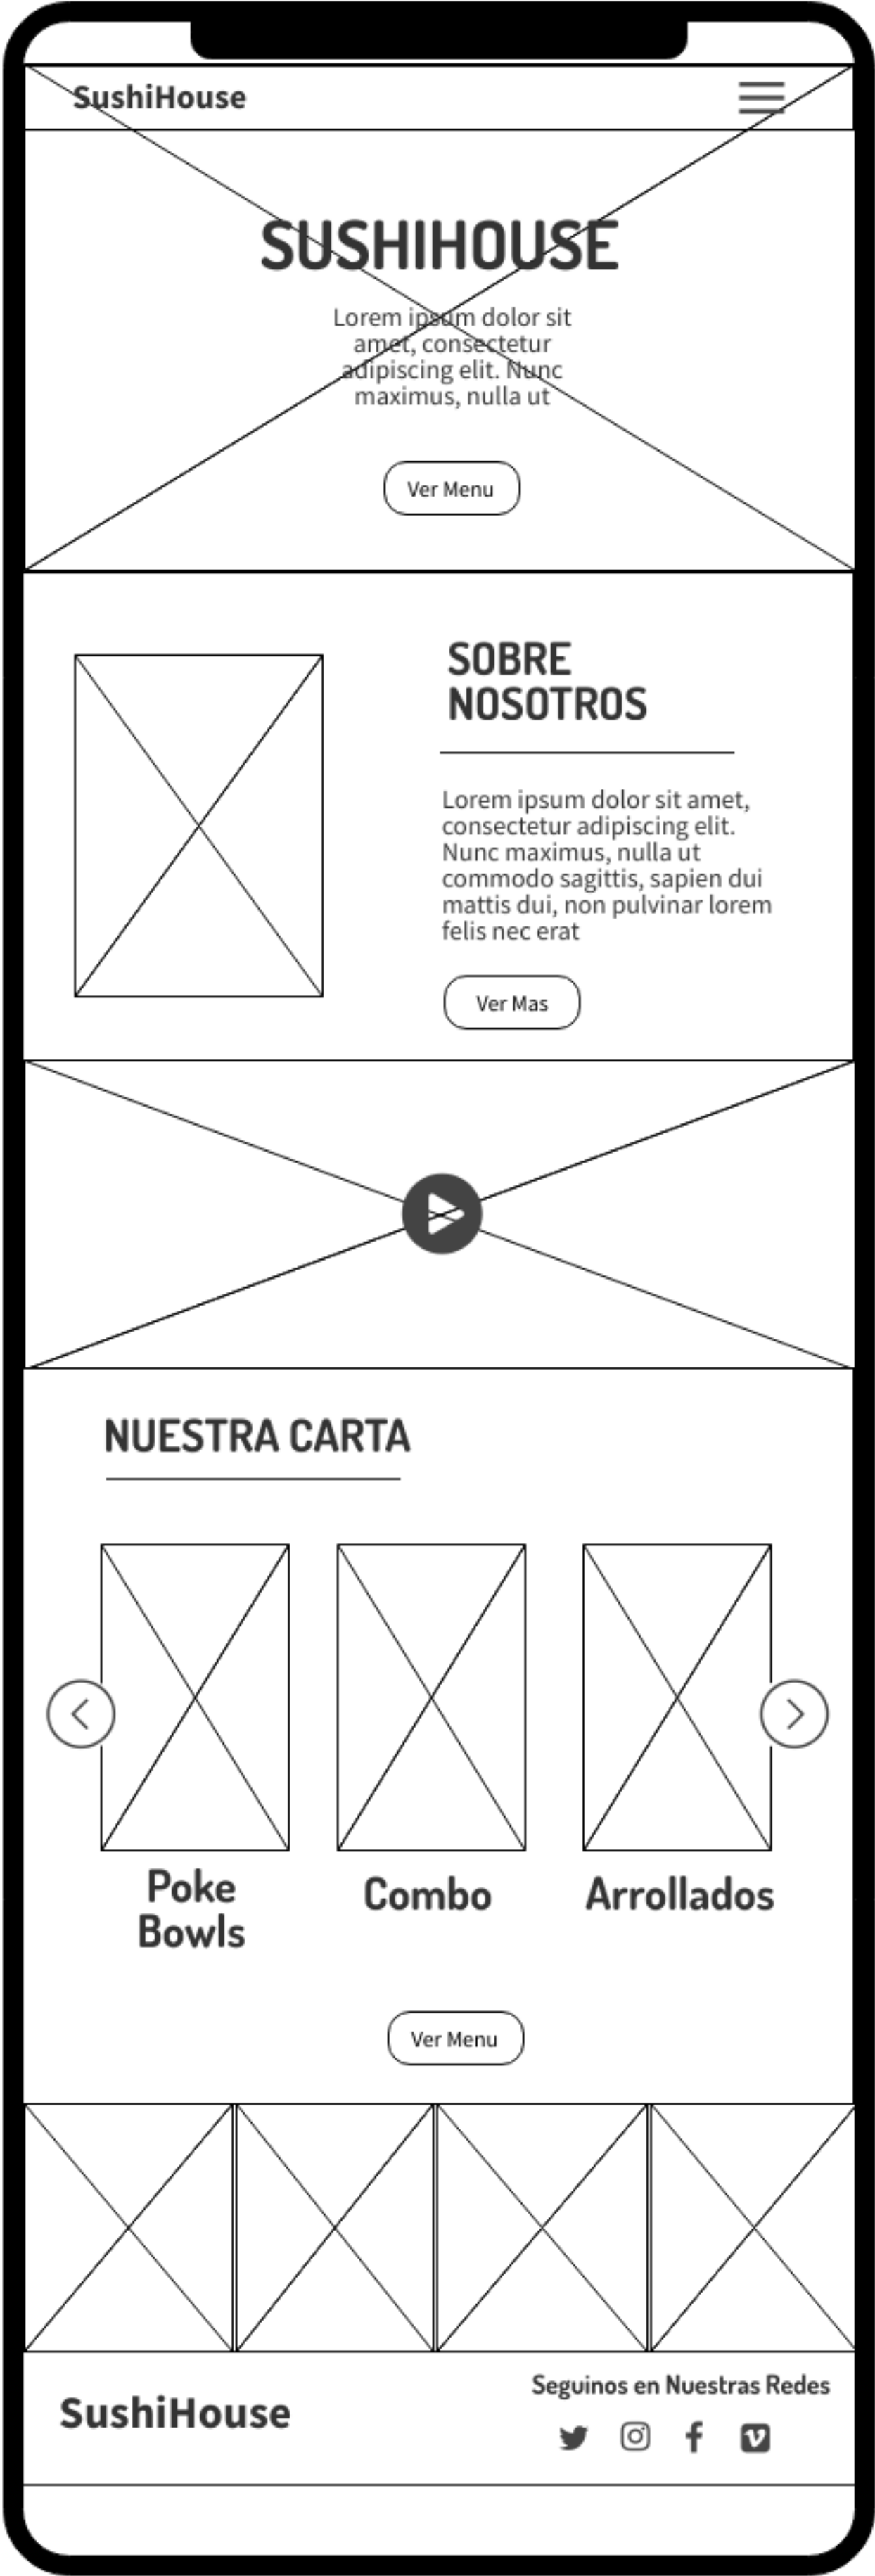 SushiHouse
SUSHIHOUSE
Lorem ipsum dolor sit
amet, consectetur
adipiscing elit. Nunc
maximus, nulla ut
Ver Menu
SOBRE
NOSOTROS
Lorem ipsum dolor sit amet,
consectetur adipiscing elit.
Nunc maximus, nulla ut
commodo sagittis, sapien dui
mattis dui, non pulvinar lorem
felis nec erat
Ver Mas
NUESTRA CARTA
Poke
Bowls
Combo
Arrollados
Ver Menu
SushiHouse
Seguinos en Nuestras Redes